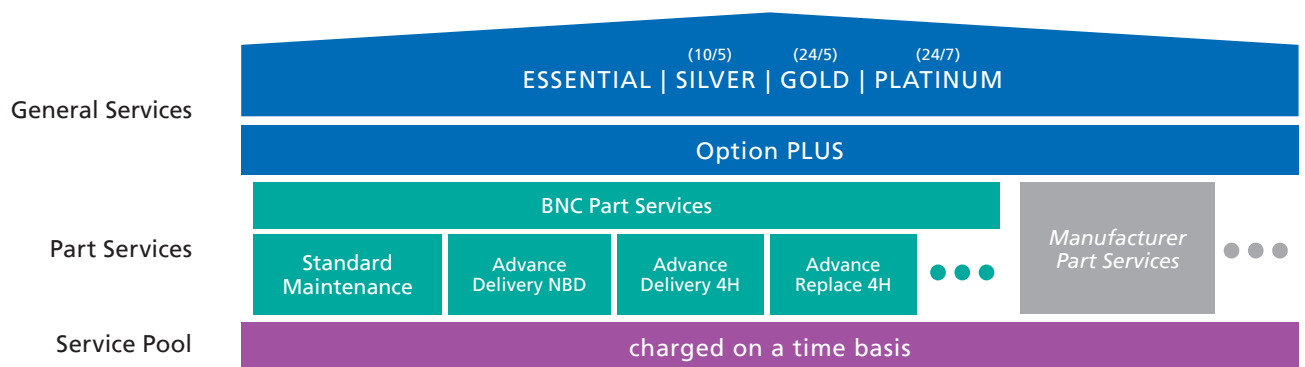 (10/5) (24/5) (24/7)
ESSENTIAL | SILVER | GOLD | PLATINUM
General Services
Option PLUS
BNC Part Services
Part Services
Standard
Maintenance
Advance
Delivery NBD
Advance
Delivery 4H
Advance
Replace 4H
Manufacturer
Part Services
Service Pool
charged on a time basis